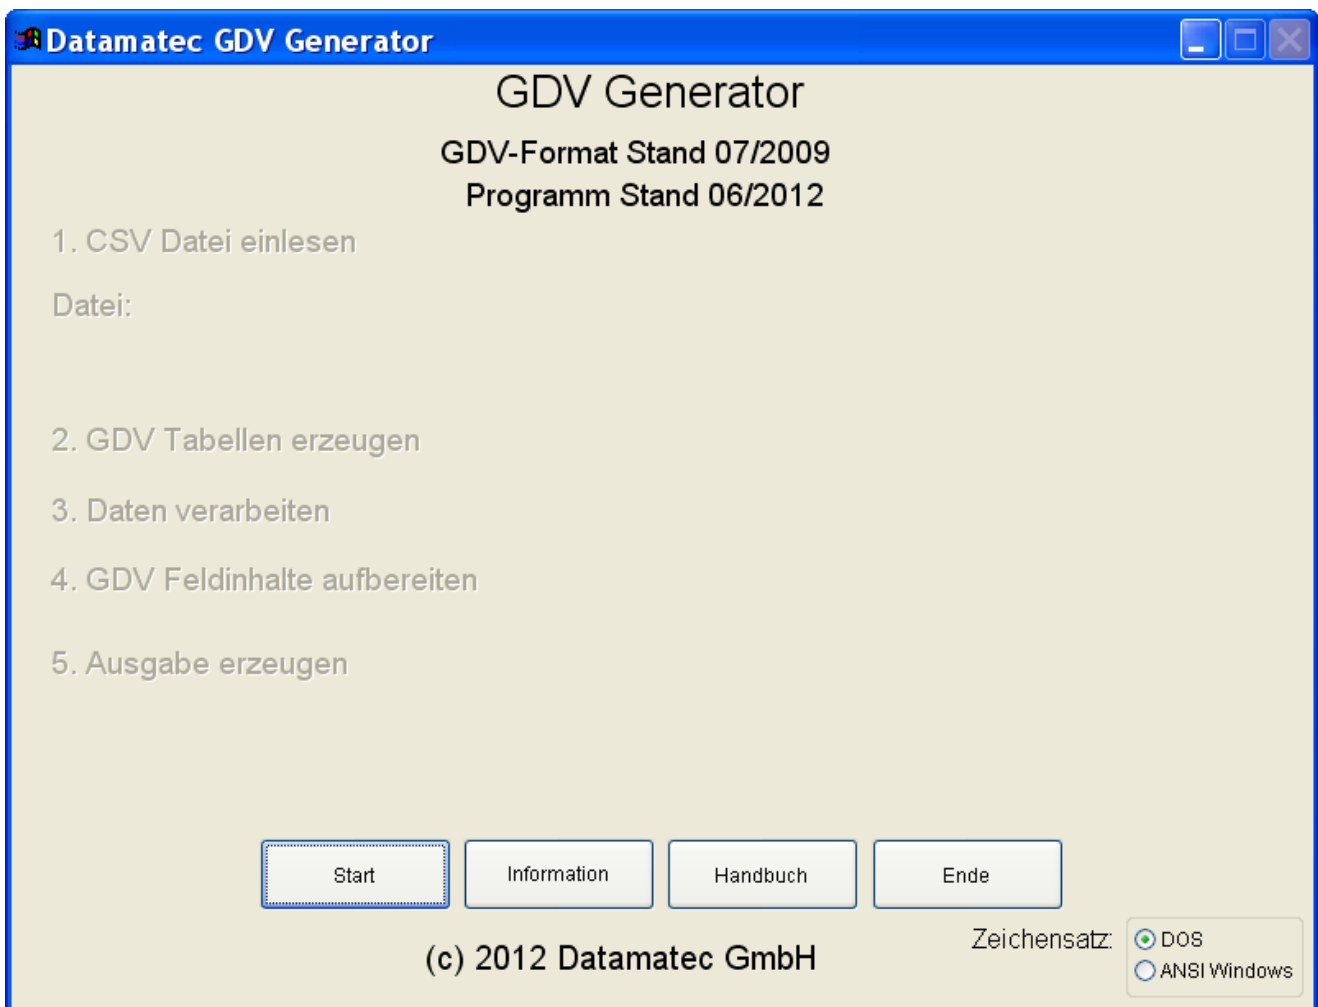 Datamatec GDV Generator
GDV Generator
GDV-Format Stand 07/2009
Programm Stand 06/2012
1. CSV Datei einlesen
Datei:
2. GDV Tabellen erzeugen
3. Daten verarbeiten
4. GDV Feldinhalte aufbereiten
5. Ausgabe erzeugen
Start Information Handbuch Ende
Zeichensatz: DOS
ANSI Windows
(c) 2012 Datamatec GmbH